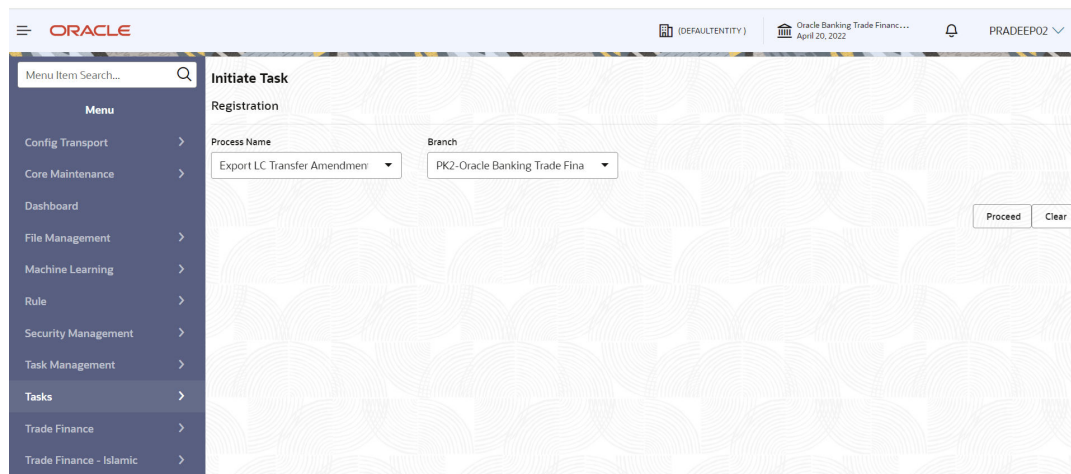 ORACLE
(DEFAULTENTITY)
Oracle Banking Trade Financ...
April 20, 2022
PRADEEP02
Menu Item Search...
Menu
Config Transport
Core Maintenance
Dashboard
File Management
Machine Learning
Rule
Security Management
Task Management
Tasks
Trade Finance
Trade Finance - Islamic
Initiate Task
Registration
Process Name
Branch
Export LC Transfer Amendmen
PK2-Oracle Banking Trade Fina
Proceed
Clear